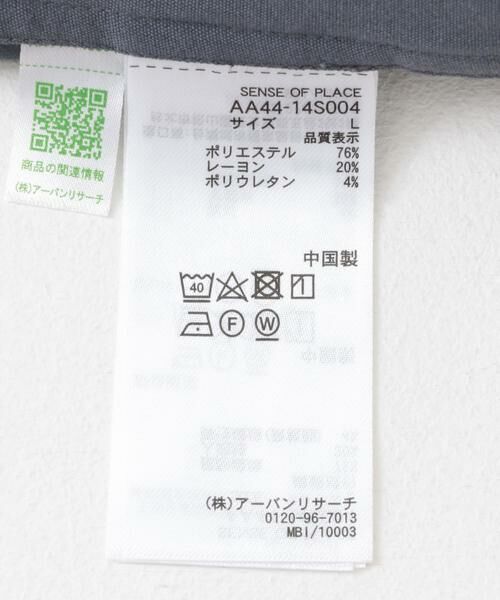 SENSE OF PLACE
AA44-14S004
サイズ L
品質表示
ポリエステル 76%
レーヨン 20%
ポリウレタン 4%
中国製
40
F
W
(株)アーバンリサーチ
0120-96-7013
MBI/10003
商品の関連情報
(株)アーバンリサーチ